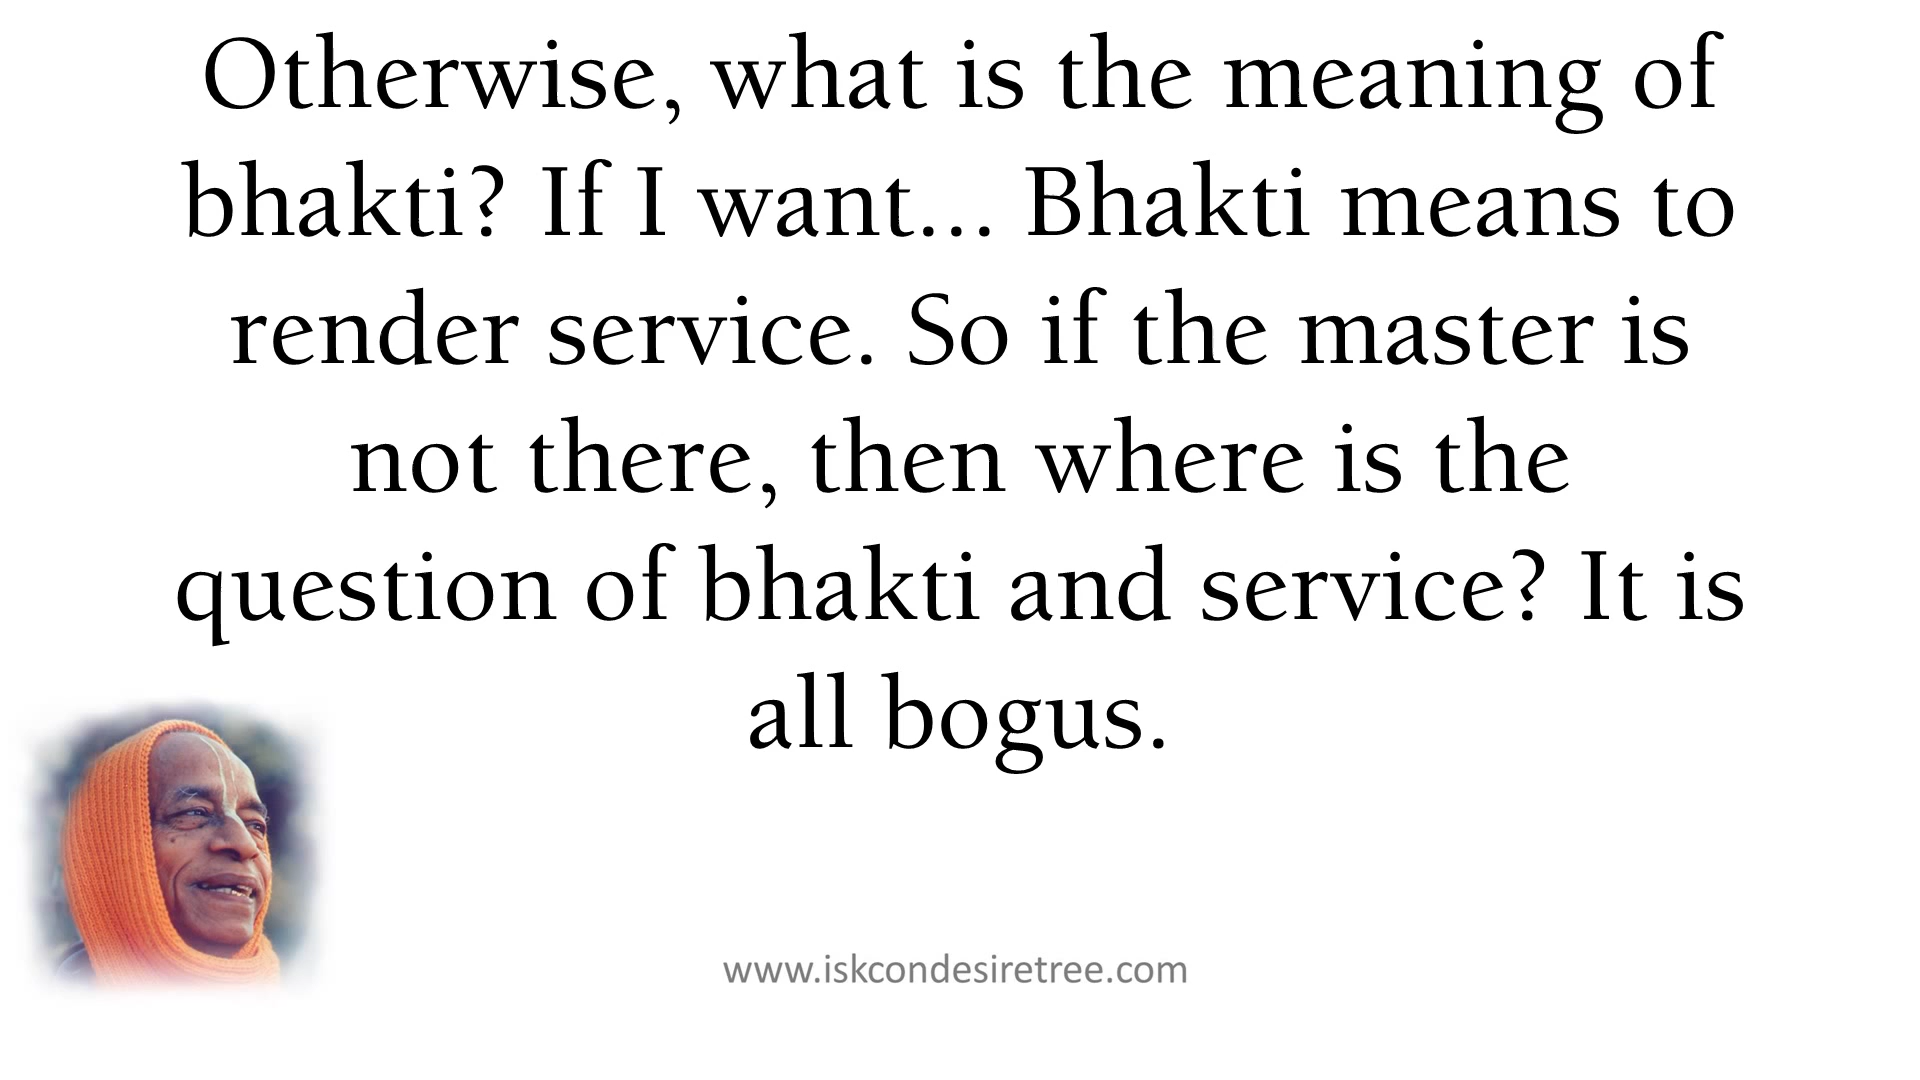 Otherwise, what is the meaning of
bhakti? If I want... Bhakti means to
render service. So if the master is
not there, then where is the
question of bhakti and service? It is
all bogus.
www.iskcondesiretree.com